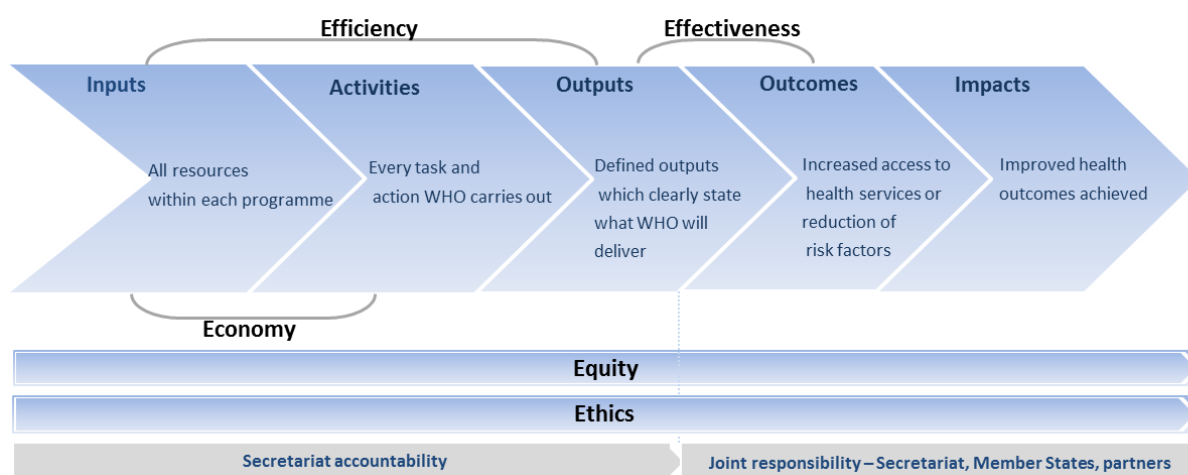 Efficiency
Effectiveness
Inputs
Activities
Outputs
Outcomes
Impacts
All resources
within each programme
Every task and
action WHO carries out
Defined outputs
which clearly state
what WHO will
deliver
Increased access to
health services or
reduction of
risk factors
Improved health
outcomes achieved
Economy
Equity
Ethics
Secretariat accountability
Joint responsibility – Secretariat, Member States, partners